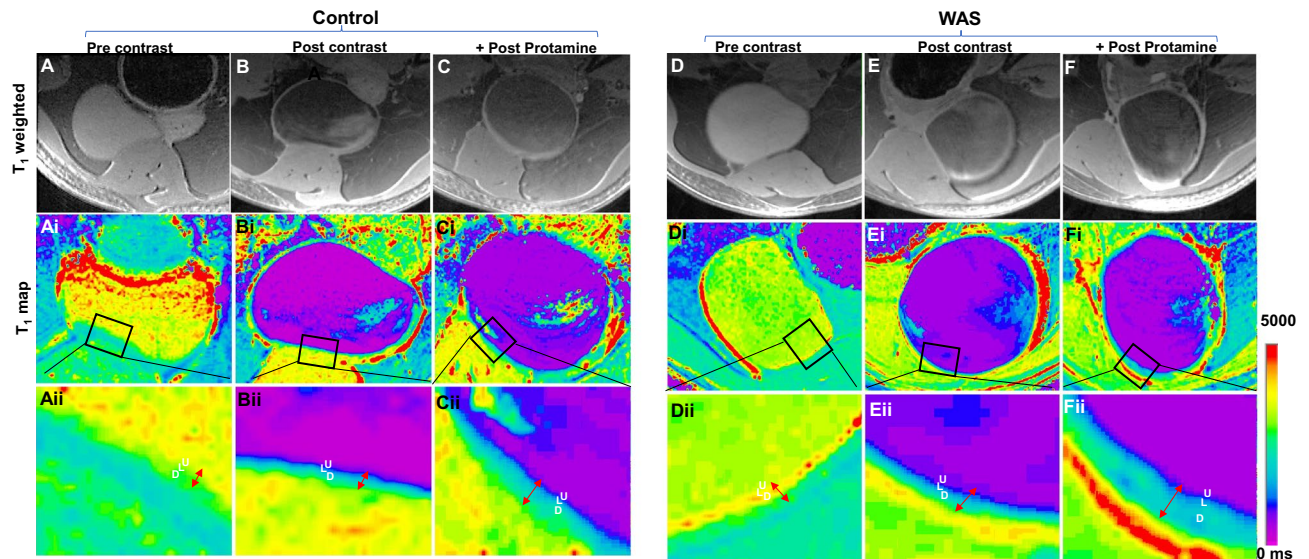 Control
WAS
Pre contrast
Post contrast
+ Post Protamine
Pre contrast
Post contrast
+ Post Protamine
T1 weighted
A
B
A
C
D
E
F
T1 map
Ai
Bi
Ci
Di
Ei
Fi
5000
Aii
Bii
Cii
Dii
Eii
Fii
D L U
U L D
U L D
U L D
U L D
U L D
0 ms